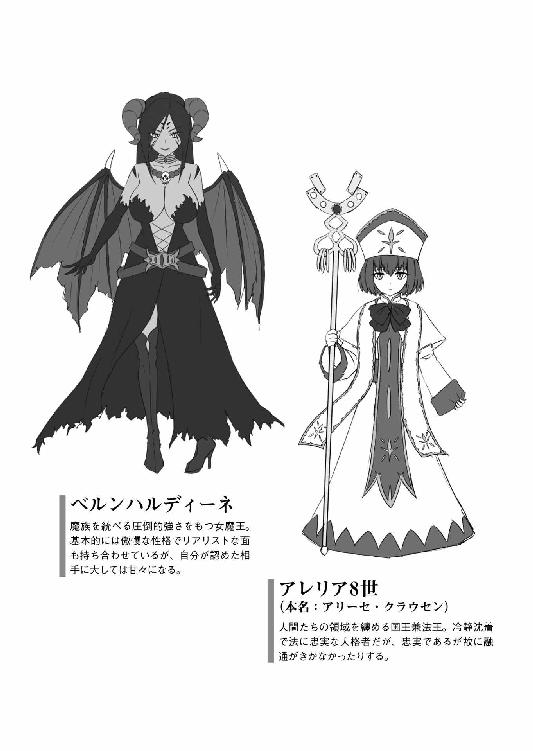 ベルンハルディーネ
魔族を統べる圧倒的強さをもつ女魔王。
基本的には傲慢な性格でリアリストな面
も持ち合わせているが、自分が認めた相
手に大しては甘々になる。
アレリア8世
(本名：アリーセ・クラウゼン)
人間たちの領域を纏める国王兼法王。冷静沈着
で法に忠実な人格者だが、忠実であるが故に融
通がきかなかったりする。